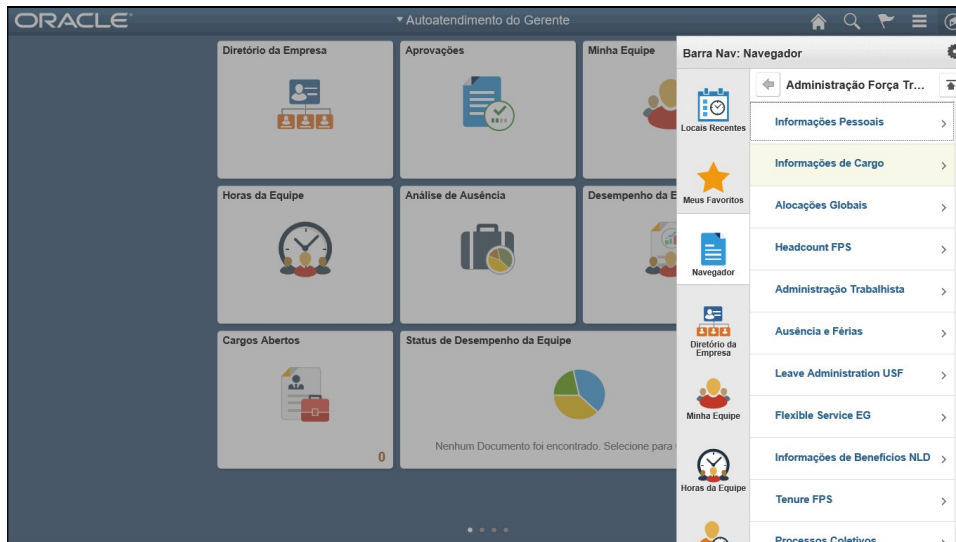 ORACLE
Autoatendimento do Gerente
Diretório da Empresa
Aprovações
Minha Equipe
Horas da Equipe
Análise de Ausência
Desempenho da E
Cargos Abertos
0
Status de Desempenho da Equipe
Nenhum Documento foi encontrado. Selecione para
Barra Nav: Navegador
Locais Recentes
Meus Favoritos
Navegador
Diretório da
Empresa
Minha Equipe
Horas da Equipe
Administração Força Tr...
Informações Pessoais
Informações de Cargo
Alocações Globais
Headcount FPS
Administração Trabalhista
Ausência e Férias
Leave Administration USF
Flexible Service EG
Informações de Benefícios NLD
Tenure FPS
Processos Coletivos